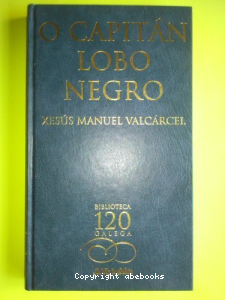 O CAPITÁN
LOBO
NEGRO
XESÚS MANUEL VALCÁRCEL
BIBLIOTECA
120
GALEGA
Copyright abebooks